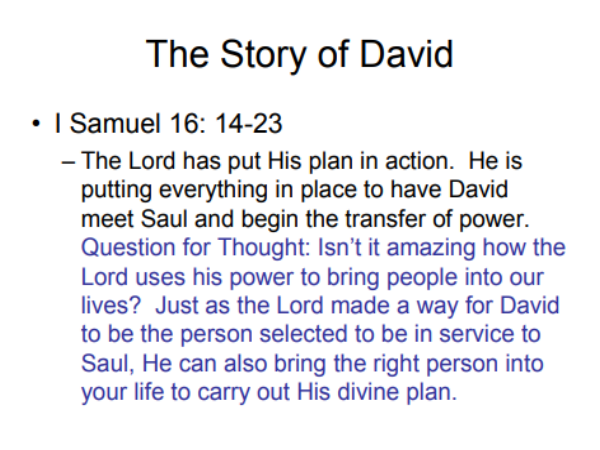 The Story of David
• I Samuel 16: 14-23
– The Lord has put His plan in action.  He is
putting everything in place to have David
meet Saul and begin the transfer of power.
Question for Thought: Isn’t it amazing how the
Lord uses his power to bring people into our
lives?  Just as the Lord made a way for David
to be the person selected to be in service to
Saul, He can also bring the right person into
your life to carry out His divine plan.